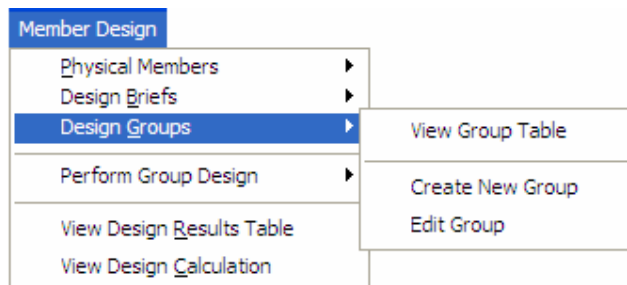 Member Design
Physical Members
Design Briefs
Design Groups
View Group Table
Perform Group Design
Create New Group
Edit Group
View Design Results Table
View Design Calculation